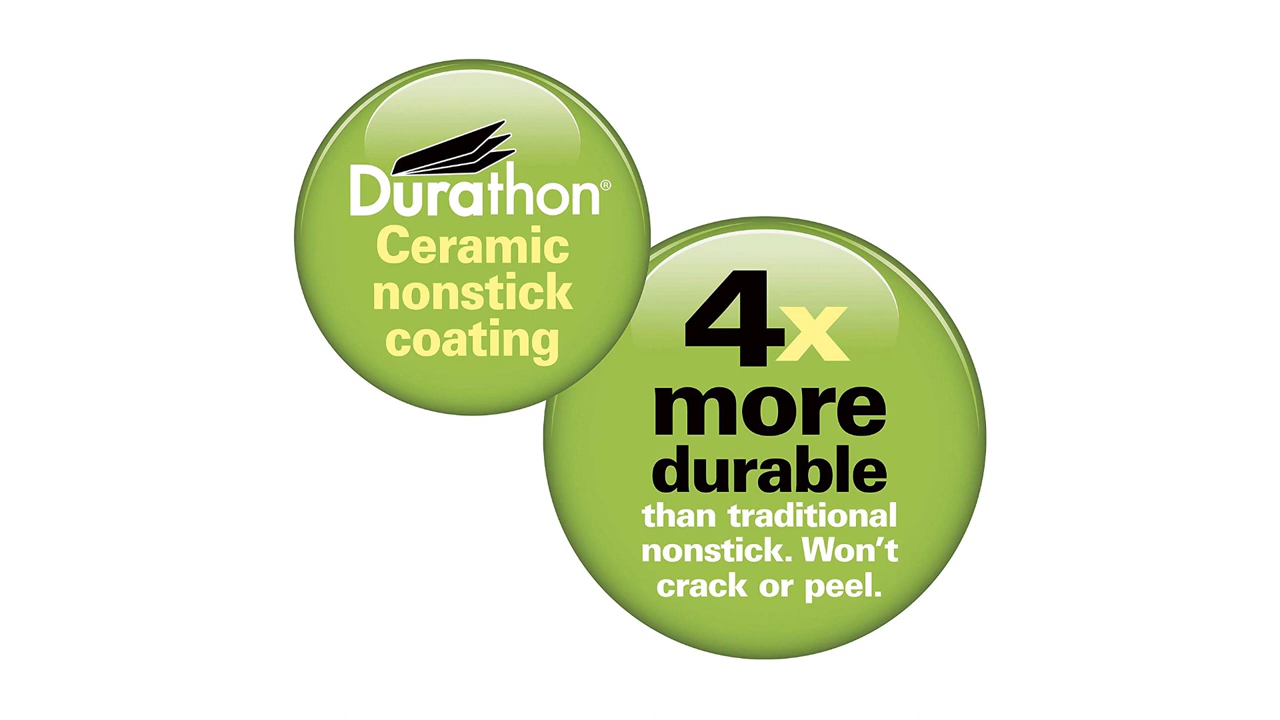 Durathon®
Ceramic
nonstick
coating
4x
more
durable
than traditional
nonstick. Won't
crack or peel.